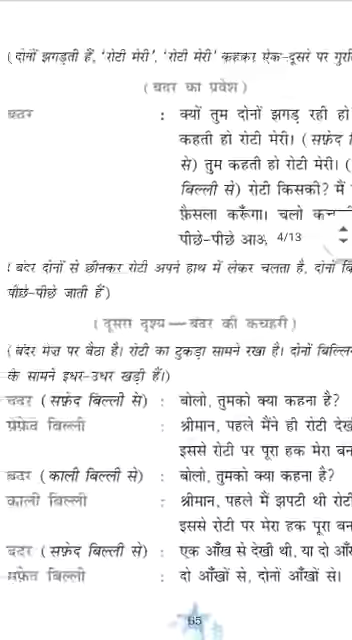 (दोनों झगड़ती हैं, 'रोटी मेरी', 'रोटी मेरी' कहकर एक-दूसरे पर
(बंदर का प्रवेश)
बंदर : क्यों तुम दोनों झगड़ रही हो
कहती हो रोटी मेरी। (सफ़ेद
से) तुम कहती हो रोटी मेरी। (
बिल्ली से) रोटी किसकी? मैं
फ़ैसला करूँगा। चलो
पीछे-पीछे 4/13
(बंदर दोनों से छीनकर रोटी अपने हाथ में लेकर चलता है, दोनों
पीछे-पीछे जाती हैं)
(दूसरा दृश्य—बंदर की कचहरी)
(बंदर मेज़ पर बैठा है। रोटी का टुकड़ा सामने रखा है। दोनों
के सामने इधर-उधर खड़ी हैं।)
बंदर (सफ़ेद बिल्ली से) : बोलो, तुमको क्या कहना है?
सफ़ेद बिल्ली : श्रीमान, पहले मैंने ही रोटी
इससे रोटी पर पूरा हक मेरा
बंदर (काली बिल्ली से) : बोलो, तुमको क्या कहना है?
काली बिल्ली : श्रीमान, पहले मैं झपटी थी
इससे रोटी पर मेरा हक पूरा
बंदर (सफ़ेद बिल्ली से) : एक आँख से देखी थी, या दो
सफ़ेद बिल्ली : दो आँखों से, दोनों आँखों से।
65